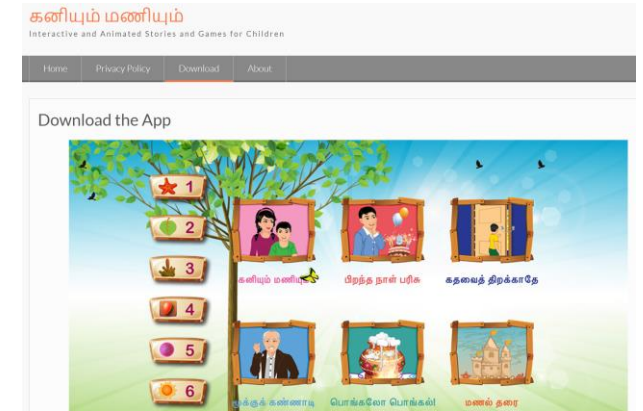 கனியும் மணியும்
Interactive and Animated Stories and Games for Children
Home Privacy Policy Download About
Download the App
1
2
3
4
5
6
கனியும் மணியும்
பிறந்த நாள் பரிசு
கதவைத் திறக்காதே
மூக்குக் கண்ணாடி
பொங்கலோ பொங்கல்!
மணல் தரை